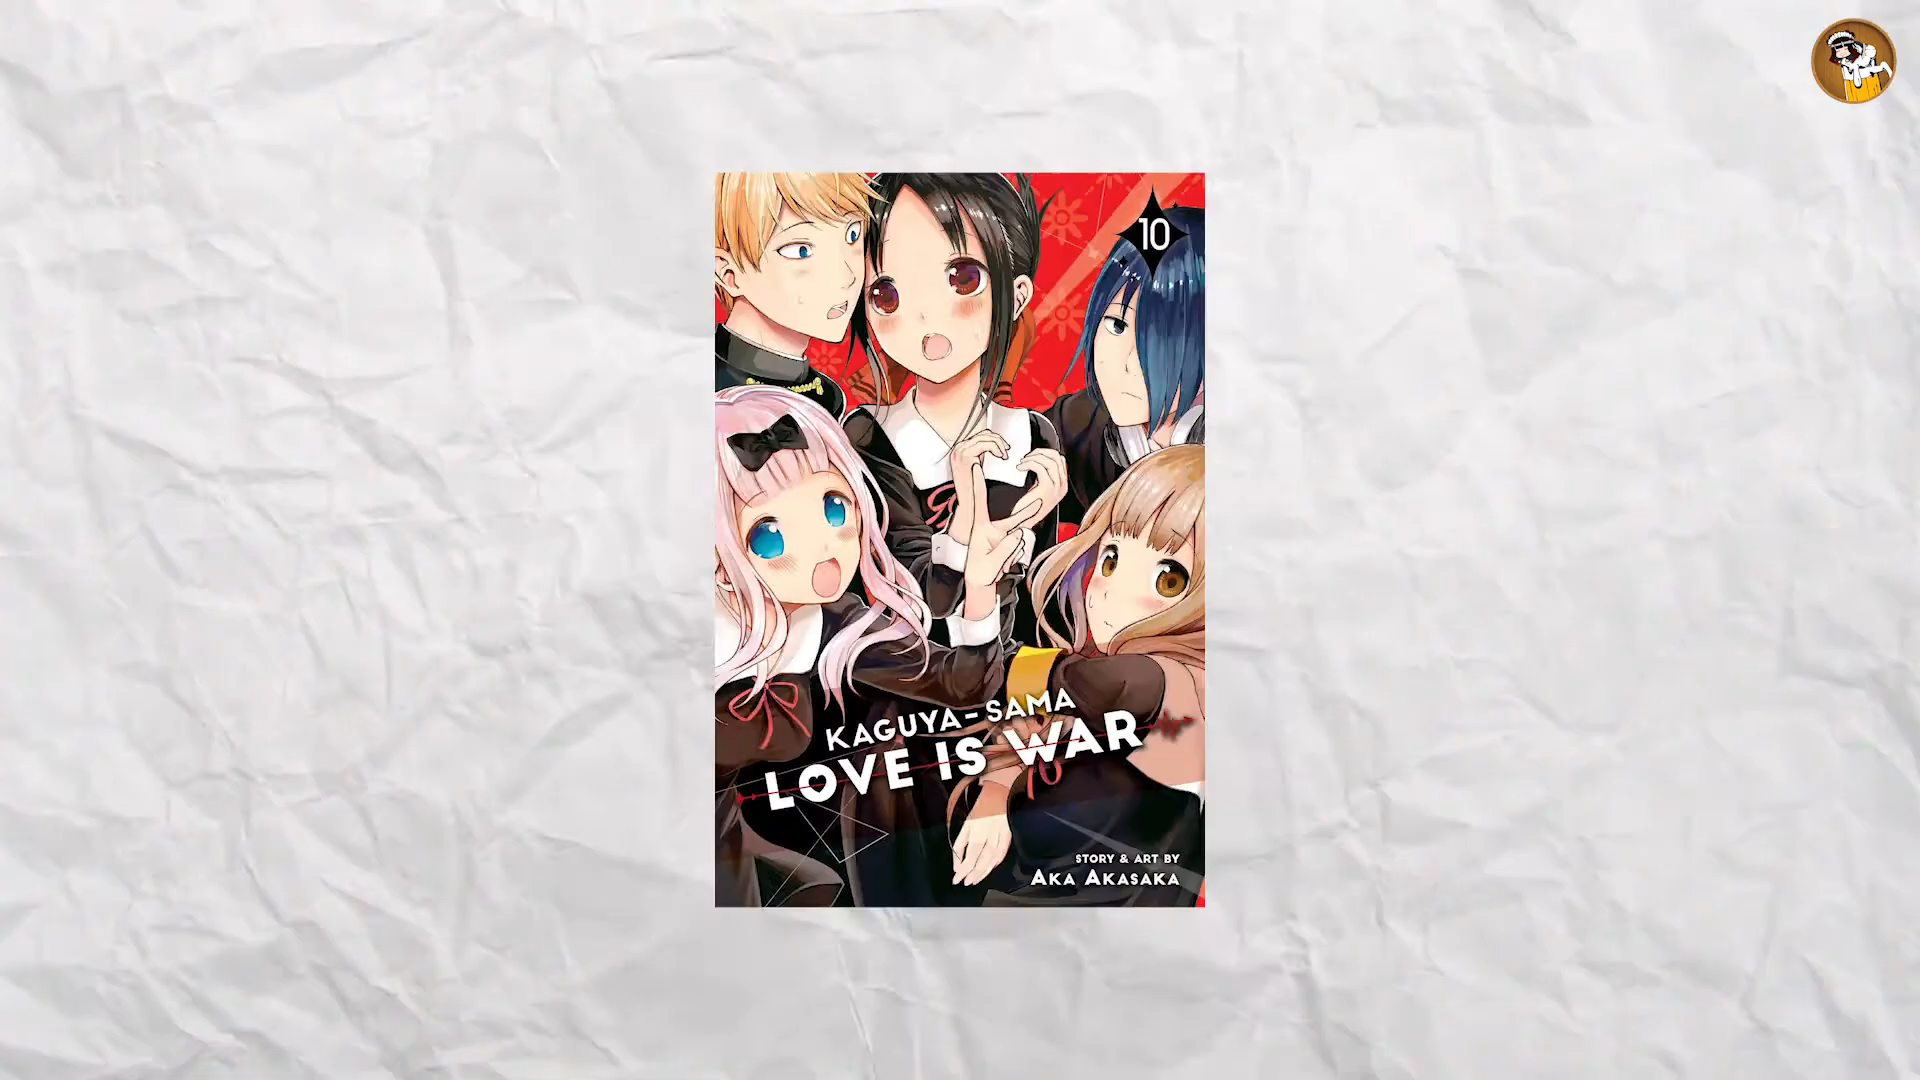 10
KAGUYA-SAMA
LOVE IS WAR
STORY & ART BY
AKA AKASAKA